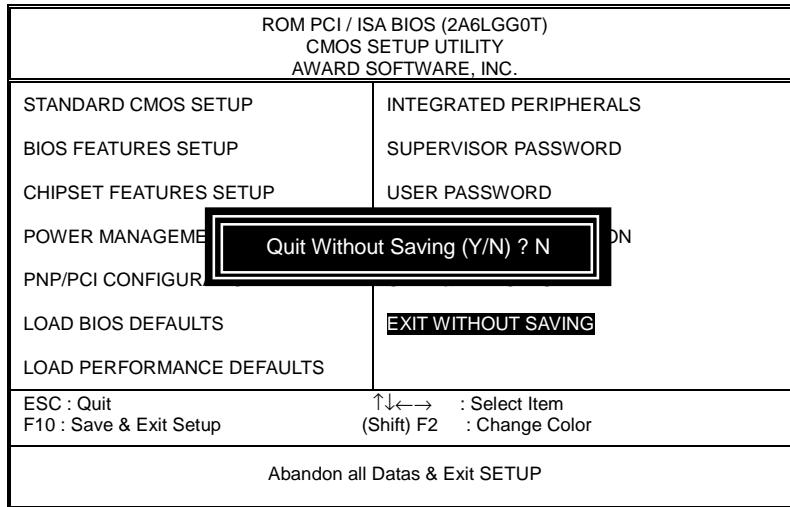 ROM PCI / ISA BIOS (2A6LGG0T)
CMOS SETUP UTILITY
AWARD SOFTWARE, INC.
STANDARD CMOS SETUP
BIOS FEATURES SETUP
CHIPSET FEATURES SETUP
POWER MANAGEME
PNP/PCI CONFIGUR
LOAD BIOS DEFAULTS
LOAD PERFORMANCE DEFAULTS
INTEGRATED PERIPHERALS
SUPERVISOR PASSWORD
USER PASSWORD
ON
EXIT WITHOUT SAVING
Quit Without Saving (Y/N) ? N
ESC : Quit ↑↓←→ : Select Item
F10 : Save & Exit Setup (Shift) F2 : Change Color
Abandon all Datas & Exit SETUP